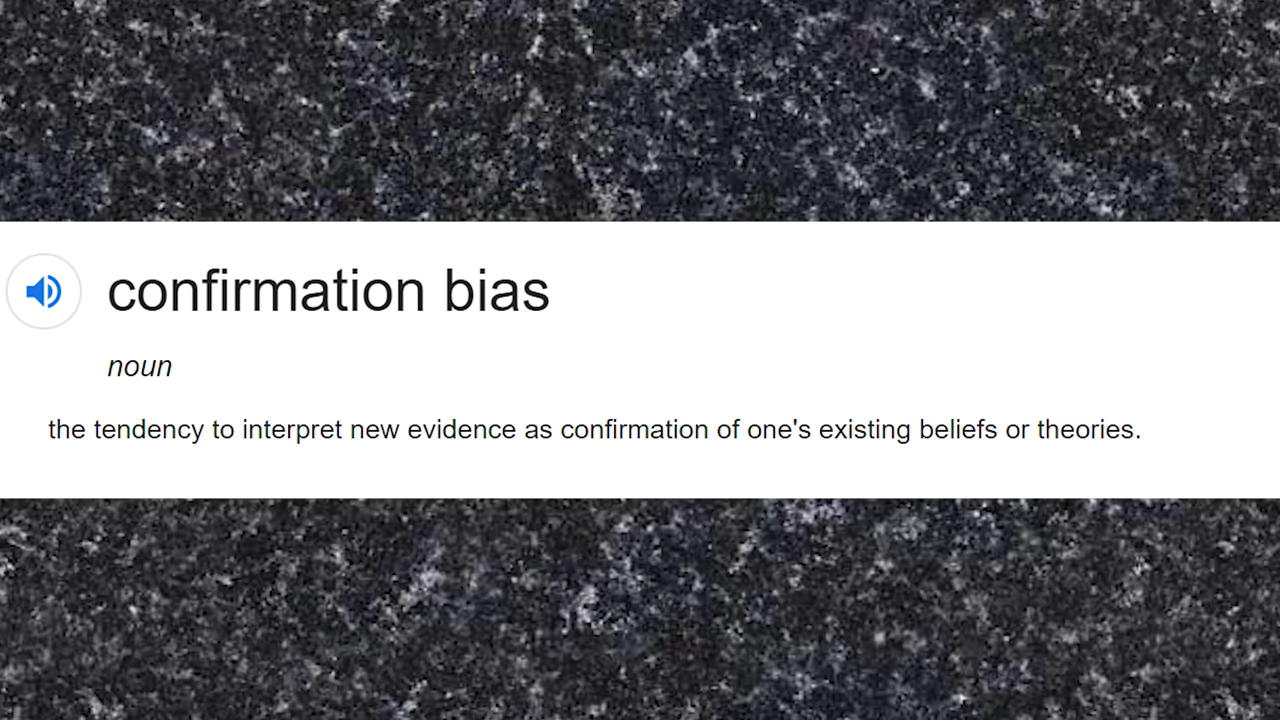 confirmation bias
noun
the tendency to interpret new evidence as confirmation of one's existing beliefs or theories.